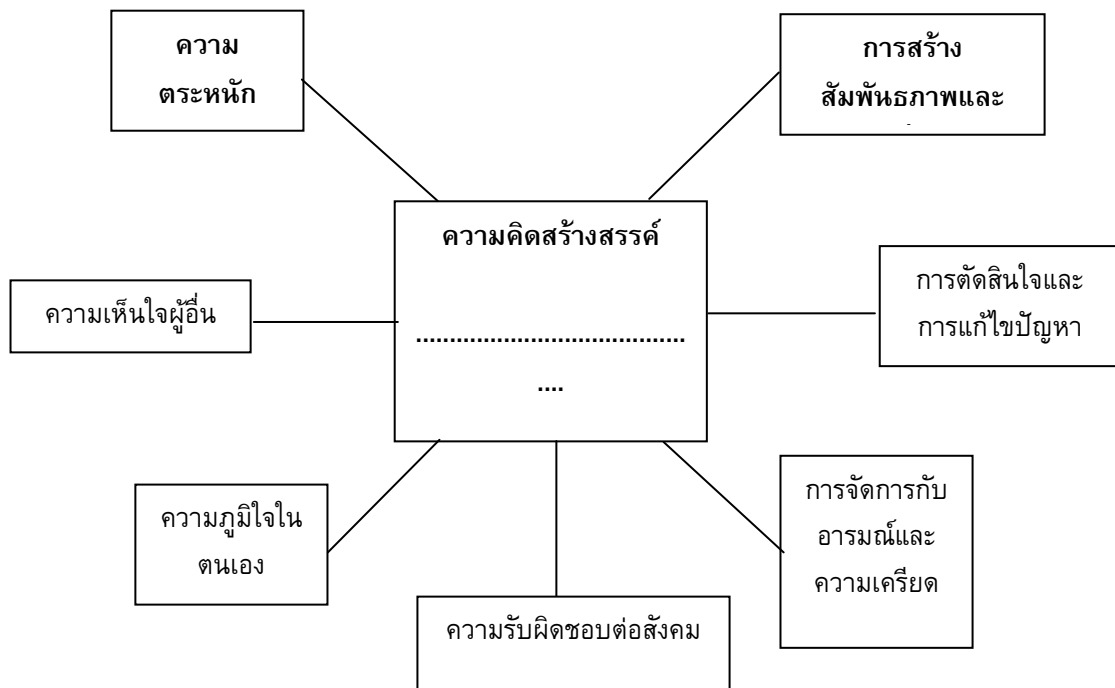 ความ
ตระหนัก
การสร้าง
สัมพันธภาพและ
ความคิดสร้างสรรค์
........................................
....
ความเห็นใจผู้อื่น
การตัดสินใจและ
การแก้ไขปัญหา
ความภูมิใจใน
ตนเอง
การจัดการกับ
อารมณ์และ
ความเครียด
ความรับผิดชอบต่อสังคม